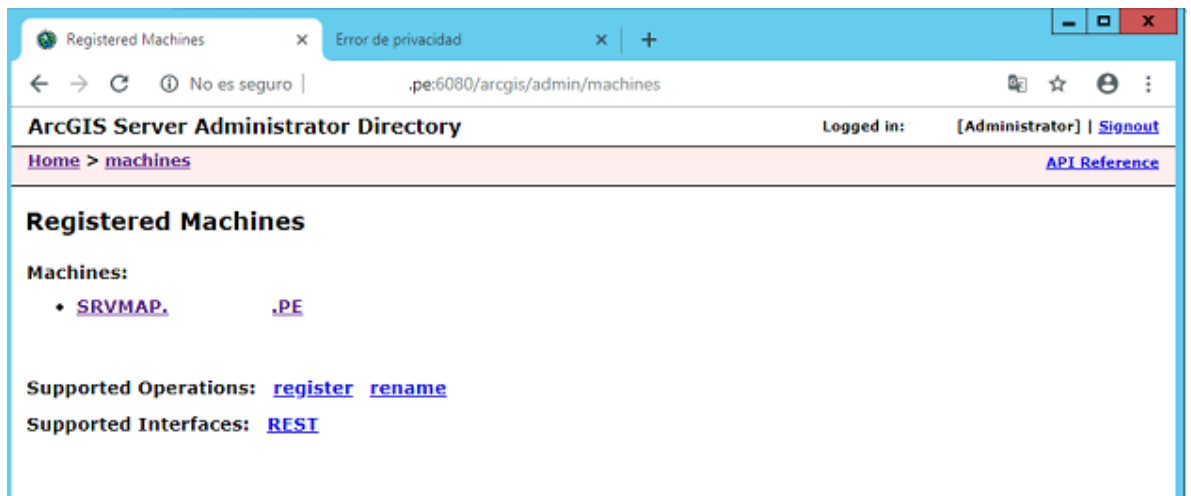 Registered Machines Error de privacidad
No es seguro | .pe:6080/arcgis/admin/machines
ArcGIS Server Administrator Directory Logged in: [Administrator] | Signout
Home > machines API Reference
Registered Machines
Machines:
• SRVMAP. .PE
Supported Operations: register rename
Supported Interfaces: REST